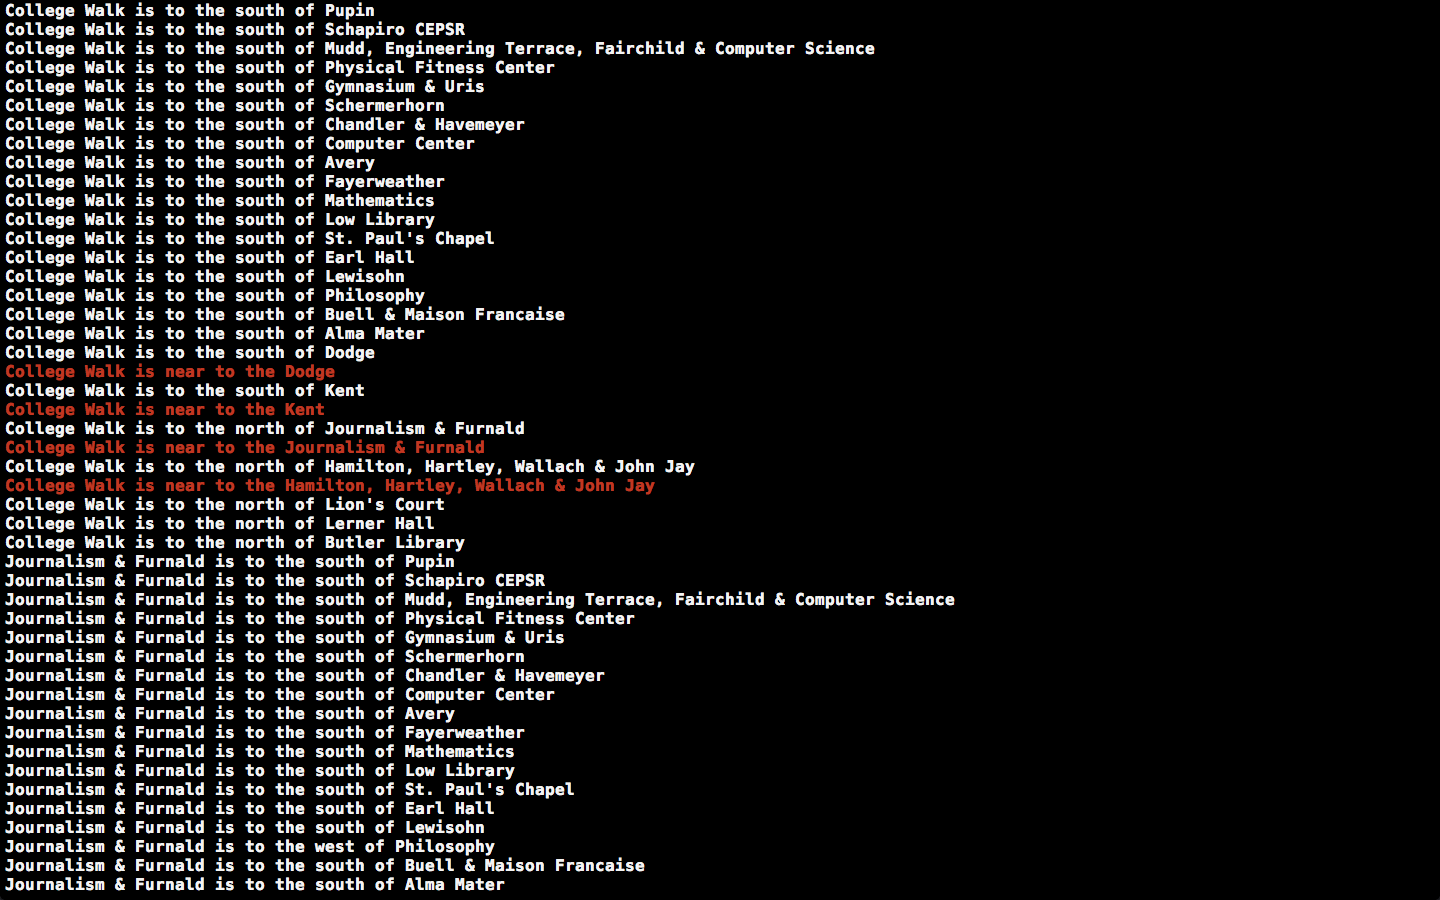 College Walk is to the south of Pupin
College Walk is to the south of Schapiro CEPSR
College Walk is to the south of Mudd, Engineering Terrace, Fairchild & Computer Science
College Walk is to the south of Physical Fitness Center
College Walk is to the south of Gymnasium & Uris
College Walk is to the south of Schermerhorn
College Walk is to the south of Chandler & Havemeyer
College Walk is to the south of Computer Center
College Walk is to the south of Avery
College Walk is to the south of Fayerweather
College Walk is to the south of Mathematics
College Walk is to the south of Low Library
College Walk is to the south of St. Paul's Chapel
College Walk is to the south of Earl Hall
College Walk is to the south of Lewisohn
College Walk is to the south of Philosophy
College Walk is to the south of Buell & Maison Francaise
College Walk is to the south of Alma Mater
College Walk is to the south of Dodge
College Walk is near to the Dodge
College Walk is to the south of Kent
College Walk is near to the Kent
College Walk is to the north of Journalism & Furnald
College Walk is near to the Journalism & Furnald
College Walk is to the north of Hamilton, Hartley, Wallach & John Jay
College Walk is near to the Hamilton, Hartley, Wallach & John Jay
College Walk is to the north of Lion's Court
College Walk is to the north of Lerner Hall
College Walk is to the north of Butler Library
Journalism & Furnald is to the south of Pupin
Journalism & Furnald is to the south of Schapiro CEPSR
Journalism & Furnald is to the south of Mudd, Engineering Terrace, Fairchild & Computer Science
Journalism & Furnald is to the south of Physical Fitness Center
Journalism & Furnald is to the south of Gymnasium & Uris
Journalism & Furnald is to the south of Schermerhorn
Journalism & Furnald is to the south of Chandler & Havemeyer
Journalism & Furnald is to the south of Computer Center
Journalism & Furnald is to the south of Avery
Journalism & Furnald is to the south of Fayerweather
Journalism & Furnald is to the south of Mathematics
Journalism & Furnald is to the south of Low Library
Journalism & Furnald is to the south of St. Paul's Chapel
Journalism & Furnald is to the south of Earl Hall
Journalism & Furnald is to the south of Lewisohn
Journalism & Furnald is to the west of Philosophy
Journalism & Furnald is to the south of Buell & Maison Francaise
Journalism & Furnald is to the south of Alma Mater